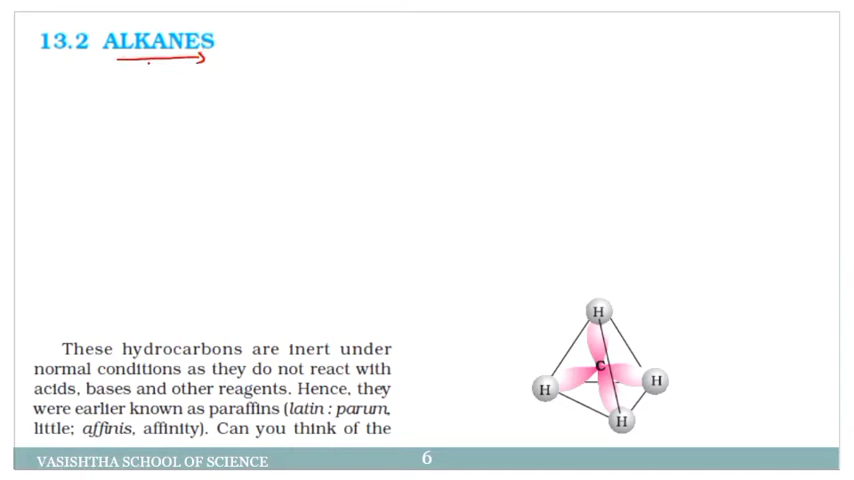 13.2 ALKANES
These hydrocarbons are inert under
normal conditions as they do not react with
acids, bases and other reagents. Hence, they
were earlier known as paraffins (latin : parum,
little; affinis, affinity). Can you think of the
H
C
H
H
H
VASISHTHA SCHOOL OF SCIENCE
6